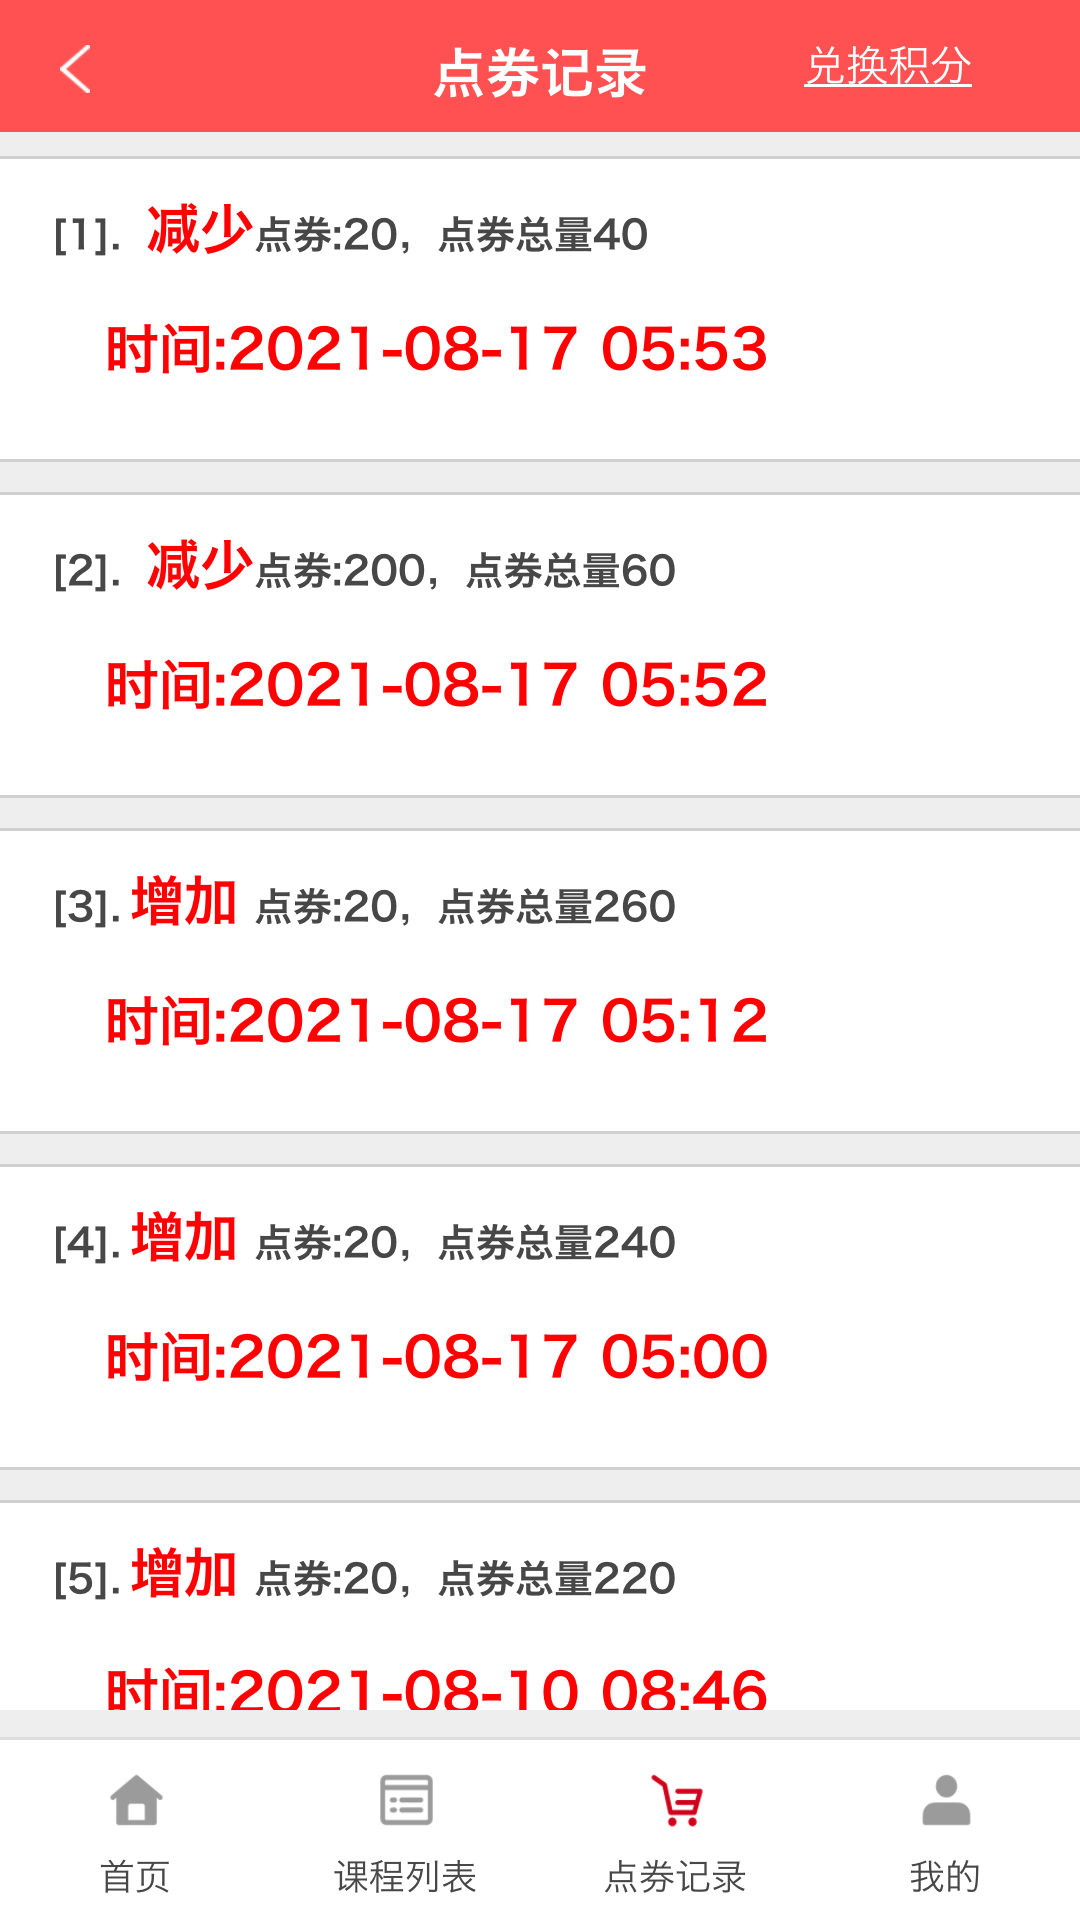 点券记录
兑换积分
[1]. 减少点券:20，点券总量40
时间:2021-08-17 05:53
[2]. 减少点券:200，点券总量60
时间:2021-08-17 05:52
[3]. 增加 点券:20，点券总量260
时间:2021-08-17 05:12
[4]. 增加 点券:20，点券总量240
时间:2021-08-17 05:00
[5]. 增加 点券:20，点券总量220
时间:2021-08-10 08:46
首页
课程列表
点券记录
我的